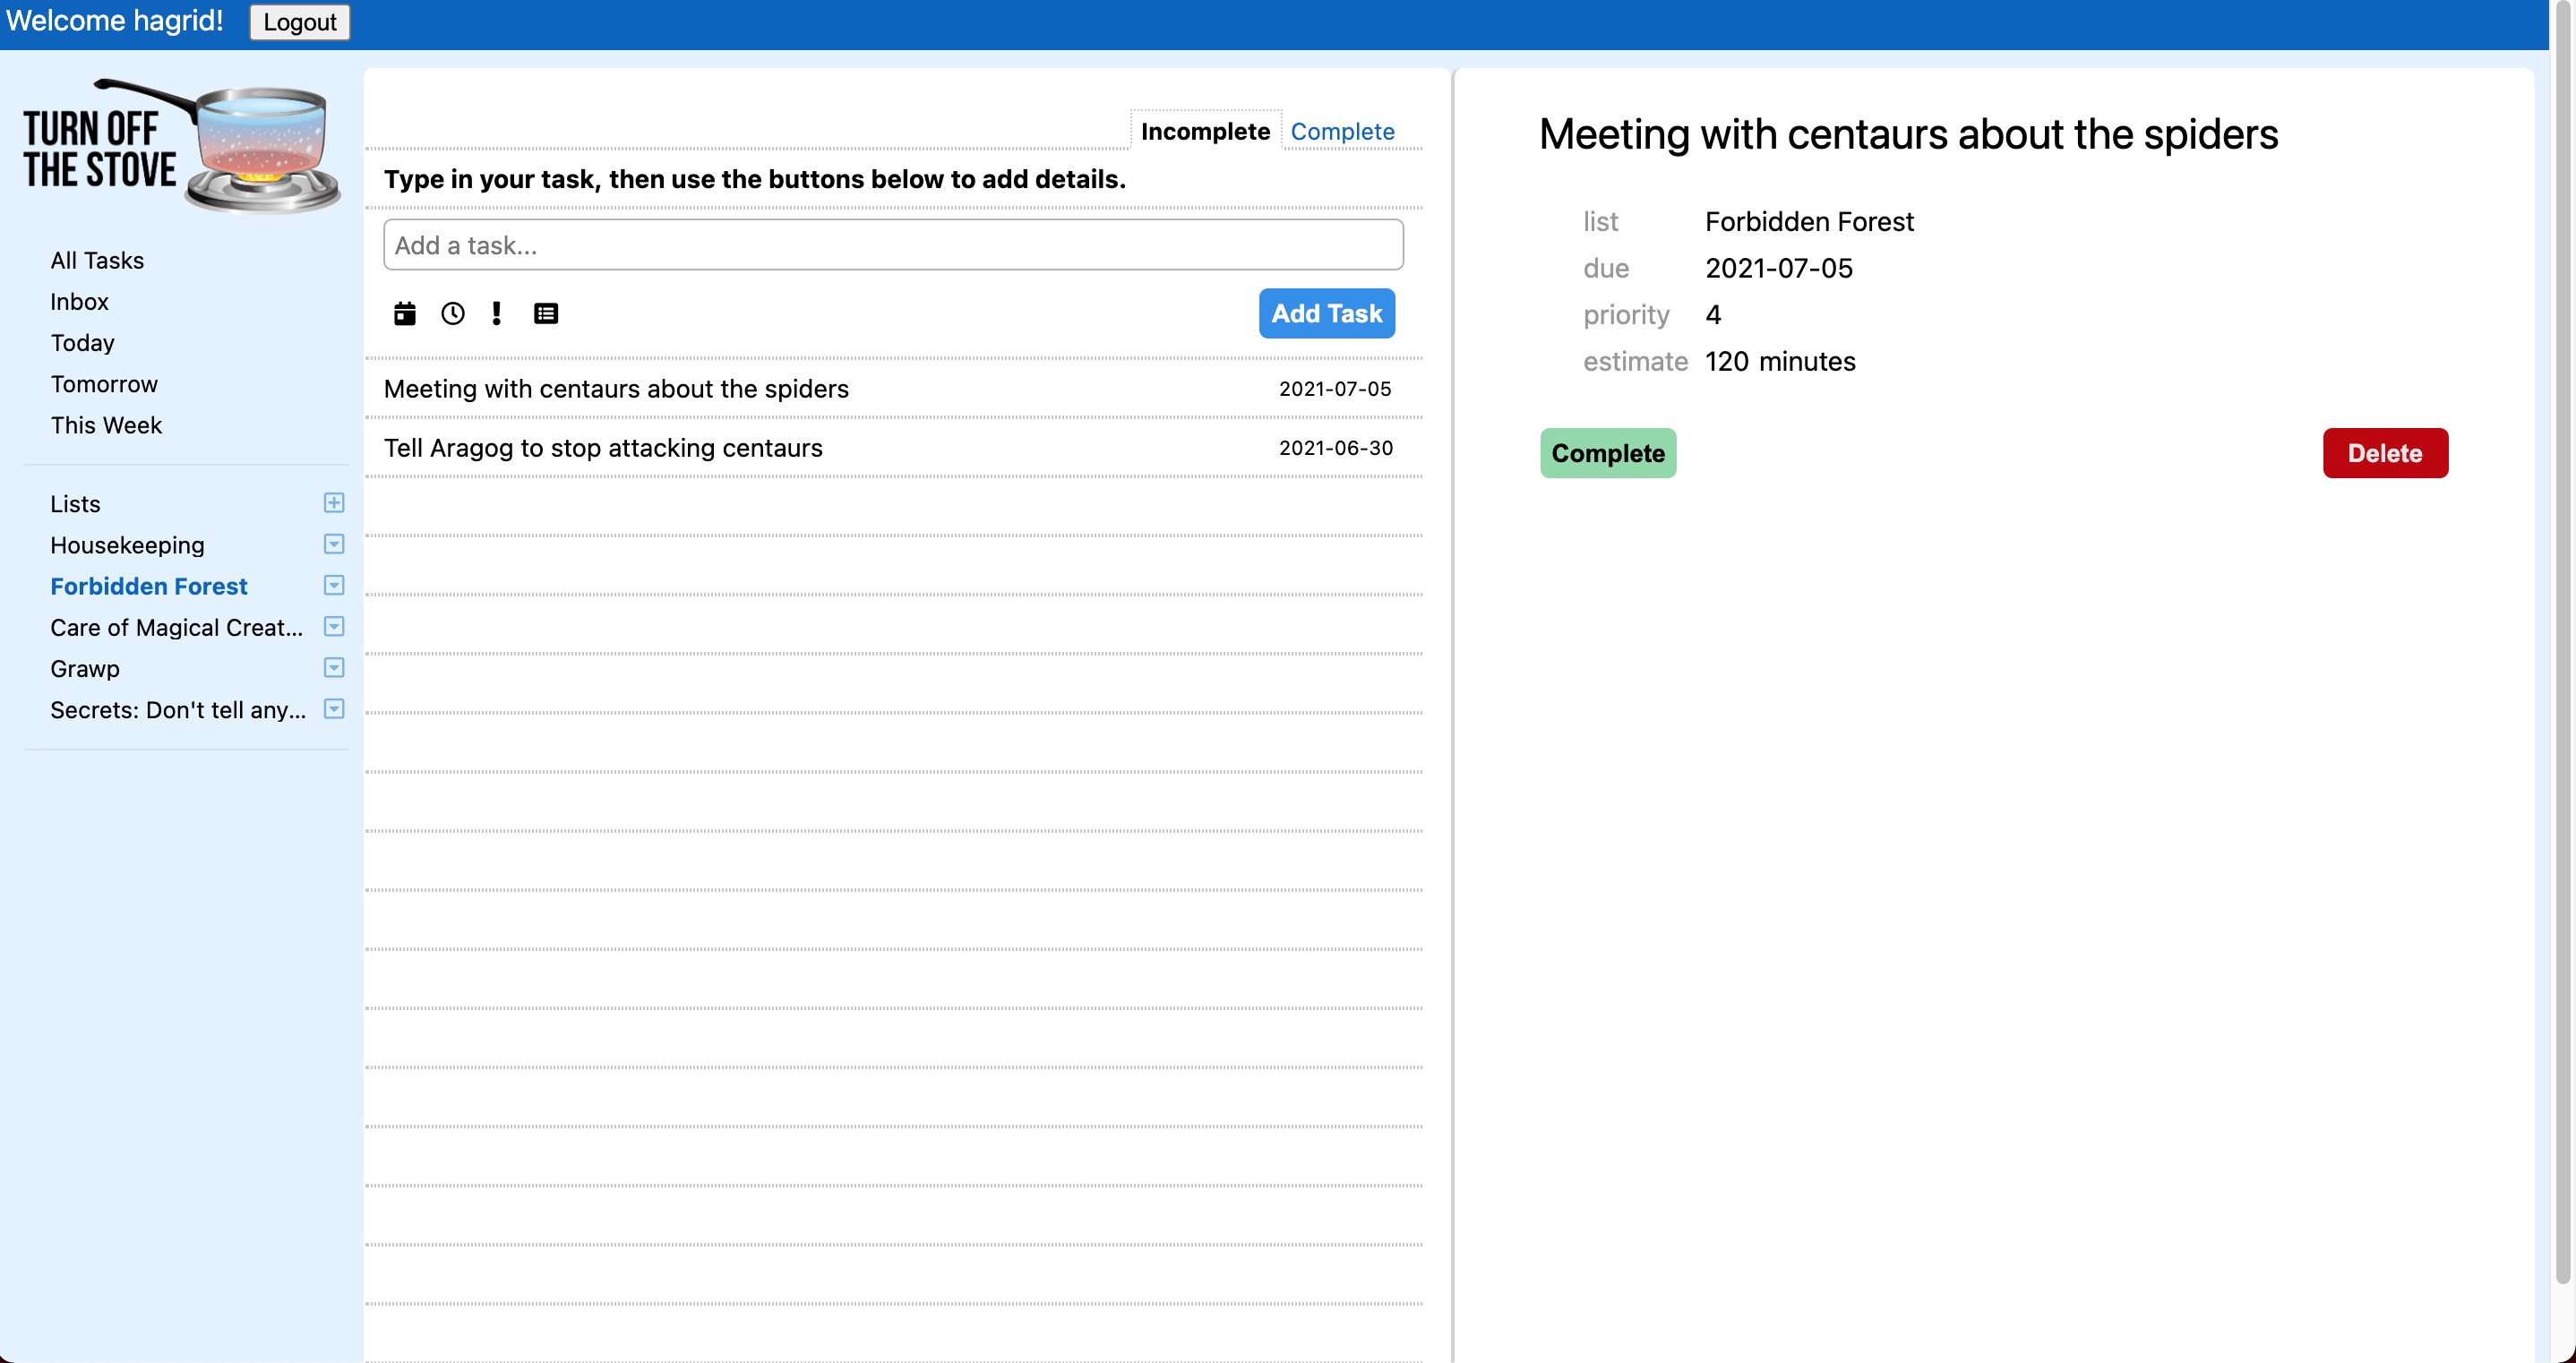 Welcome hagrid!
Logout
TURN OFF
THE STOVE
All Tasks
Inbox
Today
Tomorrow
This Week
Lists
Housekeeping
Forbidden Forest
Care of Magical Creat...
Grawp
Secrets: Don't tell any...
Incomplete Complete
Type in your task, then use the buttons below to add details.
Add a task...
Add Task
Meeting with centaurs about the spiders 2021-07-05
Tell Aragog to stop attacking centaurs 2021-06-30
Meeting with centaurs about the spiders
list Forbidden Forest
due 2021-07-05
priority 4
estimate 120 minutes
Complete
Delete